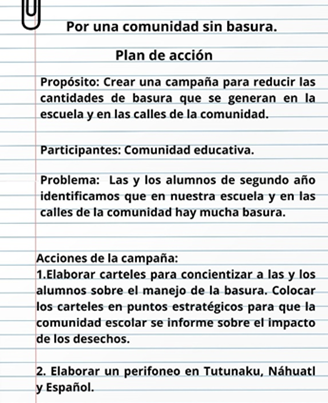 Por una comunidad sin basura.
Plan de acción
Propósito: Crear una campaña para reducir las
cantidades de basura que se generan en la
escuela y en las calles de la comunidad.
Participantes: Comunidad educativa.
Problema: Las y los alumnos de segundo año
identificamos que en nuestra escuela y en las
calles de la comunidad hay mucha basura.
Acciones de la campaña:
1.Elaborar carteles para concientizar a las y los
alumnos sobre el manejo de la basura. Colocar
los carteles en puntos estratégicos para que la
comunidad escolar se informe sobre el impacto
de los desechos.
2. Elaborar un perifoneo en Tutunaku, Náhuatl
y Español.